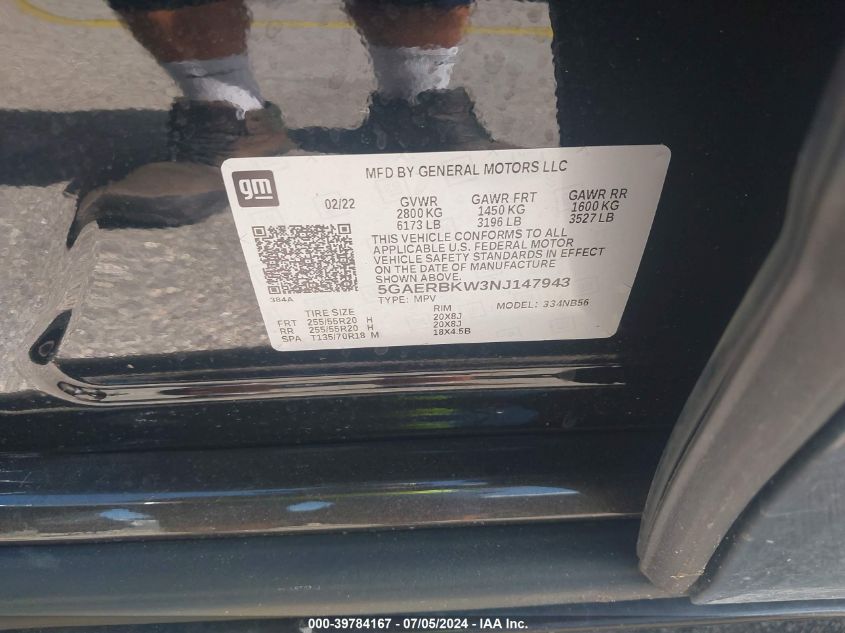 MFD BY GENERAL MOTORS LLC
gm
02/22
GVWR GAWR FRT GAWR RR
2800 KG 1450 KG 1600 KG
6173 LB 3196 LB 3527 LB
THIS VEHICLE CONFORMS TO ALL
APPLICABLE U.S. FEDERAL MOTOR
VEHICLE SAFETY STANDARDS IN EFFECT
ON THE DATE OF MANUFACTURE
SHOWN ABOVE.
5GAERBKW3NJ147943
384A
TYPE: MPV MODEL: 334NB56
TIRE SIZE RIM
FRT 255/55R20 H 20X8J
RR 255/55R20 H 20X8J
SPA T135/70R18 M 18X4.5B
000-39784167 - 07/05/2024 - IAA Inc.